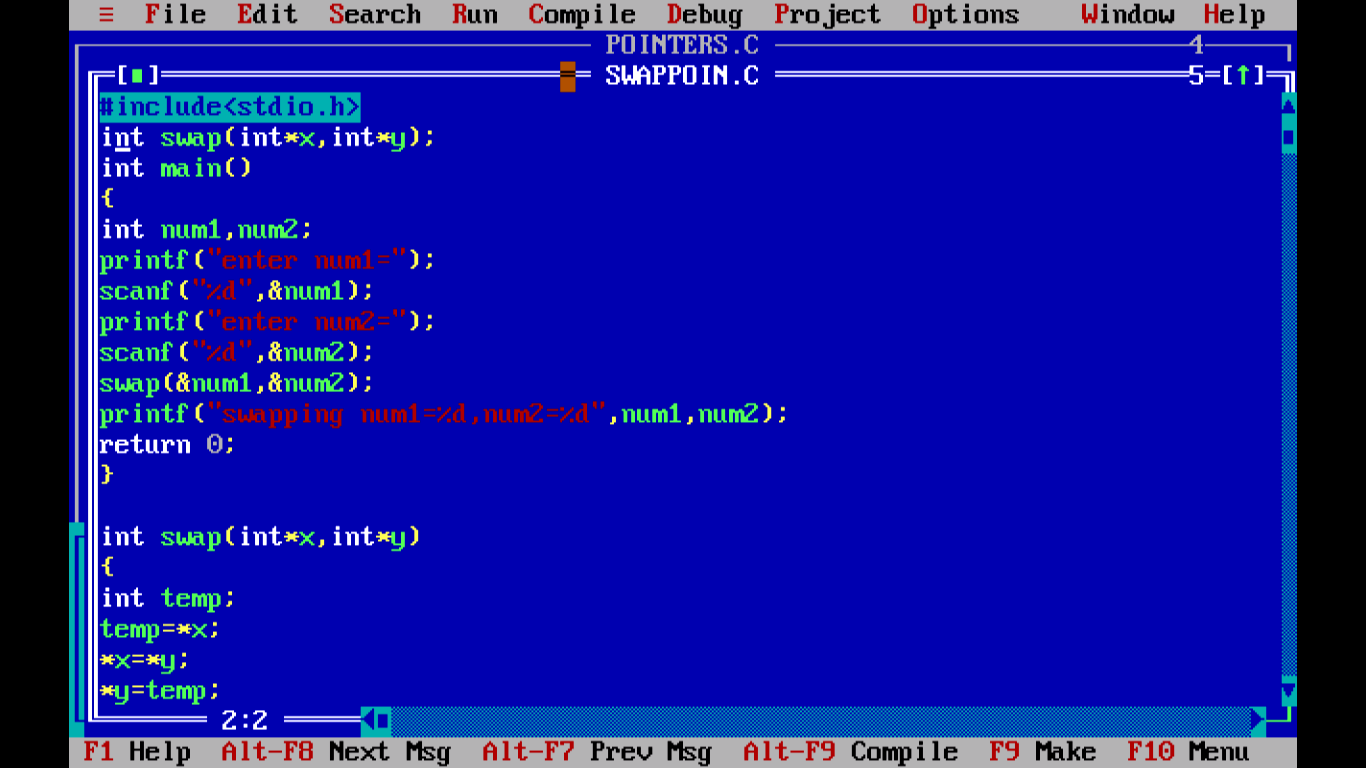 ≡ File Edit Search Run Compile Debug Project Options Window Help
POINTERS.C 4
[■] SWAPPOIN.C 5=[↑]
#include<stdio.h>
int swap(int*x,int*y);
int main()
{
int num1,num2;
printf("enter num1=");
scanf("%d",&num1);
printf("enter num2=");
scanf("%d",&num2);
swap(&num1,&num2);
printf("swapping num1=%d,num2=%d",num1,num2);
return 0;
}
int swap(int*x,int*y)
{
int temp;
temp=*x;
*x=*y;
*y=temp;
2:2
F1 Help Alt-F8 Next Msg Alt-F7 Prev Msg Alt-F9 Compile F9 Make F10 Menu